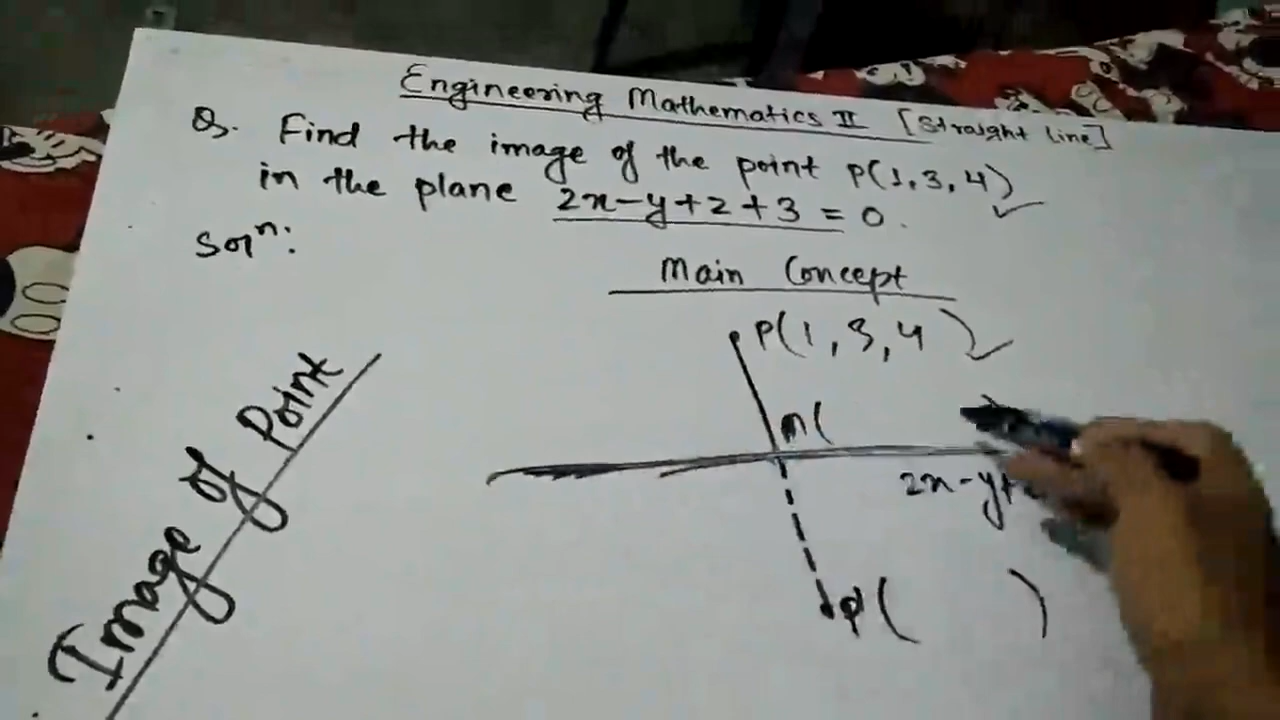 Engineering Mathematics II [Straight line]
Q. Find the image of the point P(1,3,4)
in the plane 2x-y+z+3=0.
Solⁿ:
Main Concept
P(1,3,4)
M(
2x-y+z
P'( )
Image of Point